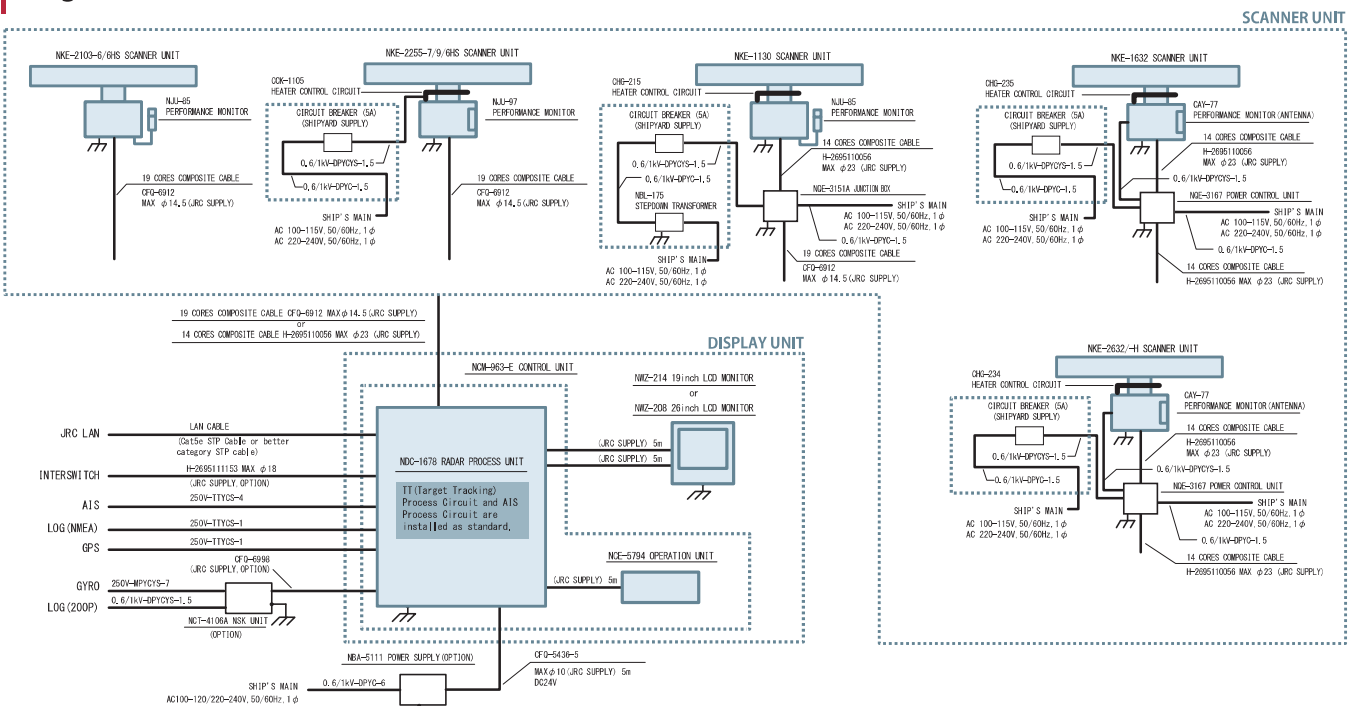 SCANNER UNIT
NKE-2103-6/6HS SCANNER UNIT
NJU-85
PERFORMANCE MONITOR
19 CORES COMPOSITE CABLE
CFQ-6912
MAX φ14.5(JRC SUPPLY)
NKE-2255-7/9/6HS SCANNER UNIT
CCK-1105
HEATER CONTROL CIRCUIT
NJU-97
PERFORMANCE MONITOR
CIRCUIT BREAKER (5A)
(SHIPYARD SUPPLY)
0.6/1kV-DPYCYS-1.5
0.6/1kV-DPYC-1.5
19 CORES COMPOSITE CABLE
CFQ-6912
MAX φ14.5(JRC SUPPLY)
SHIP'S MAIN
AC 100-115V, 50/60Hz, 1φ
AC 220-240V, 50/60Hz, 1φ
NKE-1130 SCANNER UNIT
CHG-215
HEATER CONTROL CIRCUIT
NJU-85
PERFORMANCE MONITOR
CIRCUIT BREAKER (5A)
(SHIPYARD SUPPLY)
14 CORES COMPOSITE CABLE
H-2695110056
MAX φ23 (JRC SUPPLY)
0.6/1kV-DPYCYS-1.5
0.6/1kV-DPYC-1.5
NBL-175
STEPDOWN TRANSFORMER
NQE-3151A JUNCTION BOX
SHIP'S MAIN
AC 100-115V, 50/60Hz, 1φ
AC 220-240V, 50/60Hz, 1φ
0.6/1kV-DPYC-1.5
19 CORES COMPOSITE CABLE
CFQ-6912
MAX φ14.5(JRC SUPPLY)
SHIP'S MAIN
AC 100-115V, 50/60Hz, 1φ
AC 220-240V, 50/60Hz, 1φ
NKE-1632 SCANNER UNIT
CHG-235
HEATER CONTROL CIRCUIT
CAY-77
PERFORMANCE MONITOR(ANTENNA)
CIRCUIT BREAKER (5A)
(SHIPYARD SUPPLY)
14 CORES COMPOSITE CABLE
H-2695110056
MAX φ23 (JRC SUPPLY)
0.6/1kV-DPYCYS-1.5
0.6/1kV-DPYCYS-1.5
0.6/1kV-DPYC-1.5
NQE-3167 POWER CONTROL UNIT
SHIP'S MAIN
AC 100-115V, 50/60Hz, 1φ
AC 220-240V, 50/60Hz, 1φ
SHIP'S MAIN
AC 100-115V, 50/60Hz, 1φ
AC 220-240V, 50/60Hz, 1φ
0.6/1kV-DPYC-1.5
14 CORES COMPOSITE CABLE
H-2695110056 MAX φ23 (JRC SUPPLY)
NKE-2632/-H SCANNER UNIT
CHG-234
HEATER CONTROL CIRCUIT
CAY-77
PERFORMANCE MONITOR(ANTENNA)
CIRCUIT BREAKER (5A)
(SHIPYARD SUPPLY)
14 CORES COMPOSITE CABLE
H-2695110056
MAX φ23 (JRC SUPPLY)
0.6/1kV-DPYCYS-1.5
0.6/1kV-DPYCYS-1.5
0.6/1kV-DPYC-1.5
NQE-3167 POWER CONTROL UNIT
SHIP'S MAIN
AC 100-115V, 50/60Hz, 1φ
AC 220-240V, 50/60Hz, 1φ
SHIP'S MAIN
AC 100-115V, 50/60Hz, 1φ
AC 220-240V, 50/60Hz, 1φ
0.6/1kV-DPYC-1.5
14 CORES COMPOSITE CABLE
H-2695110056 MAX φ23 (JRC SUPPLY)
19 CORES COMPOSITE CABLE CFQ-6912 MAXφ14.5(JRC SUPPLY)
or
14 CORES COMPOSITE CABLE H-2695110056 MAX φ23 (JRC SUPPLY)
DISPLAY UNIT
NCM-963-E CONTROL UNIT
NWZ-214 19inch LCD MONITOR
or
NWZ-208 26inch LCD MONITOR
(JRC SUPPLY) 5m
(JRC SUPPLY) 5m
NDC-1678 RADAR PROCESS UNIT
TT(Target Tracking)
Process Circuit and AIS
Process Circuit are
installed as standard.
NCE-5794 OPERATION UNIT
(JRC SUPPLY) 5m
JRC LAN
LAN CABLE
(Cat5e STP Cable or better
category STP cable)
INTERSWITCH
H-2695111153 MAX φ18
(JRC SUPPLY, OPTION)
AIS
250V-TTYCS-4
LOG(NMEA)
250V-TTYCS-1
GPS
250V-TTYCS-1
CFQ-6998
(JRC SUPPLY, OPTION)
GYRO
250V-MPYCYS-7
LOG(200P)
0.6/1kV-DPYCYS-1.5
NCT-4106A NSK UNIT
(OPTION)
NBA-5111 POWER SUPPLY(OPTION)
CFQ-5436-5
MAXφ10(JRC SUPPLY) 5m
DC24V
SHIP'S MAIN
0.6/1kV-DPYC-6
AC100-120/220-240V, 50/60Hz, 1φ